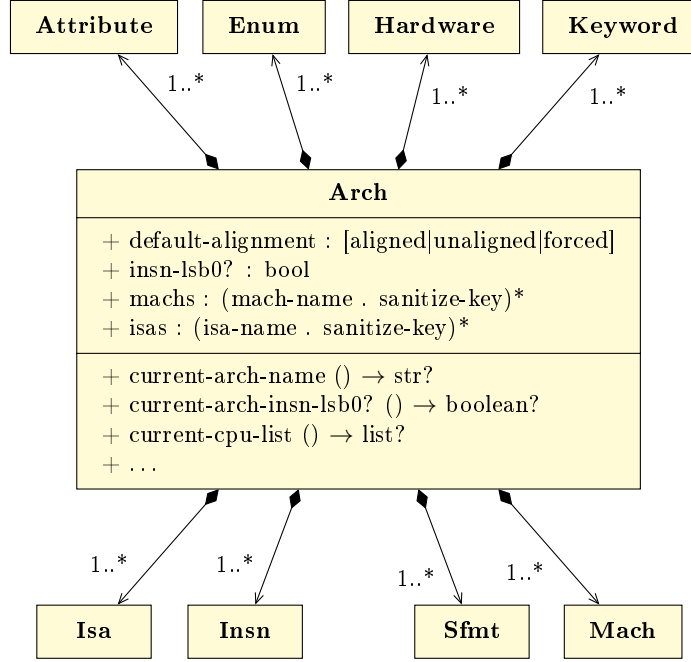 Attribute Enum Hardware Keyword
1..* 1..* 1..* 1..*
Arch
+ default-alignment : [aligned|unaligned|forced]
+ insn-lsb0? : bool
+ machs : (mach-name . sanitize-key)*
+ isas : (isa-name . sanitize-key)*
+ current-arch-name () → str?
+ current-arch-insn-lsb0? () → boolean?
+ current-cpu-list () → list?
+ ...
1..* 1..* 1..* 1..*
Isa Insn Sfmt Mach